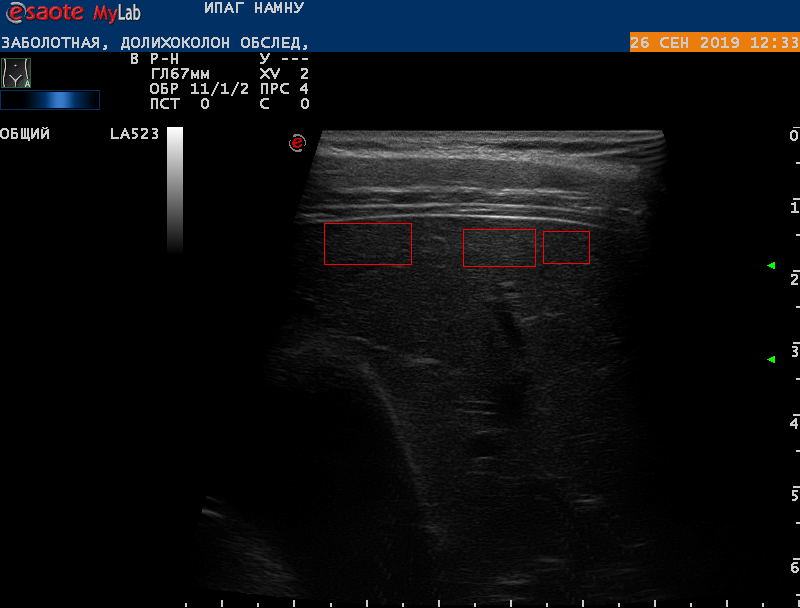 esaote MyLab
ИПАГ НАМНУ
ЗАБОЛОТНАЯ, ДОЛИХОКОЛОН ОБСЛЕД,
26 СЕН 2019 12:33
В Р-Н У ---
ГЛ67мм XV 2
ОБР 11/1/2 ПРС 4
ПСТ 0 С 0
A
ОБЩИЙ LA523
e
0
1
2
3
4
5
6